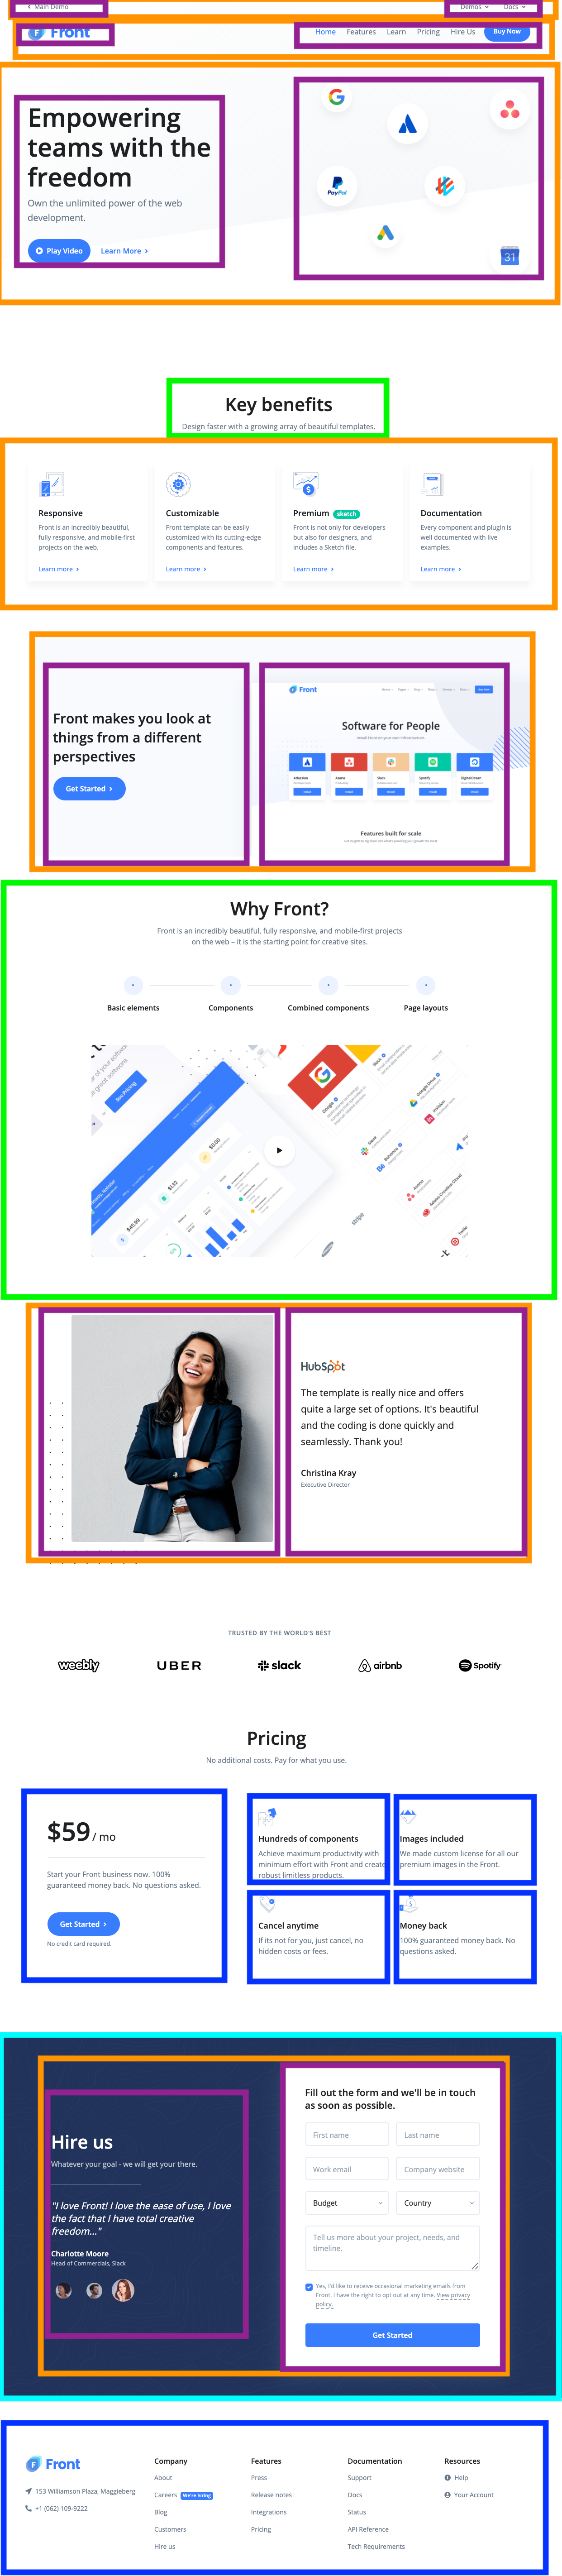 Main Demo
Demos
Docs
Front
Home Features Learn Pricing Hire Us Buy Now
Empowering
teams with the
freedom
Own the unlimited power of the web
development.
Play Video Learn More
PayPal
31
Key benefits
Design faster with a growing array of beautiful templates.
Responsive
Front is an incredibly beautiful,
fully responsive, and mobile-first
projects on the web.
Learn more
Customizable
Front template can be easily
customized with its cutting-edge
components and features.
Learn more
Premium sketch
Front is not only for developers
but also for designers, and
includes a Sketch file.
Learn more
Documentation
Every component and plugin is
well documented with live
examples.
Learn more
Front makes you look at
things from a different
perspectives
Get Started
Front
Software for People
Features built for scale
Why Front?
Front is an incredibly beautiful, fully responsive, and mobile-first projects
on the web – it is the starting point for creative sites.
Basic elements
Components
Combined components
Page layouts
See Pricing
$45.99
$1.32
$0.00
Google
Slack
Behance
stripe
Google Drive
Asana
Adobe Creative Cloud
HubSpot
The template is really nice and offers
quite a large set of options. It's beautiful
and the coding is done quickly and
seamlessly. Thank you!
Christina Kray
Executive Director
TRUSTED BY THE WORLD'S BEST
weebly
UBER
slack
airbnb
Spotify
Pricing
No additional costs. Pay for what you use.
$59 / mo
Start your Front business now. 100%
guaranteed money back. No questions asked.
Get Started
No credit card required.
Hundreds of components
Achieve maximum productivity with
minimum effort with Front and create
robust limitless products.
Images included
We made custom license for all our
premium images in the Front.
Cancel anytime
If its not for you, just cancel, no
hidden costs or fees.
Money back
100% guaranteed money back. No
questions asked.
Hire us
Whatever your goal - we will get your there.
"I love Front! I love the ease of use, I love
the fact that I have total creative
freedom..."
Charlotte Moore
Head of Commercials, Slack
Fill out the form and we'll be in touch
as soon as possible.
First name
Last name
Work email
Company website
Budget
Country
Tell us more about your project, needs, and
timeline.
Yes, I'd like to receive occasional marketing emails from
Front. I have the right to opt out at any time. View privacy
policy.
Get Started
Front
153 Williamson Plaza, Maggieberg
+1 (062) 109-9222
Company
About
Careers We're hiring
Blog
Customers
Hire us
Features
Press
Release notes
Integrations
Pricing
Documentation
Support
Docs
Status
API Reference
Tech Requirements
Resources
Help
Your Account